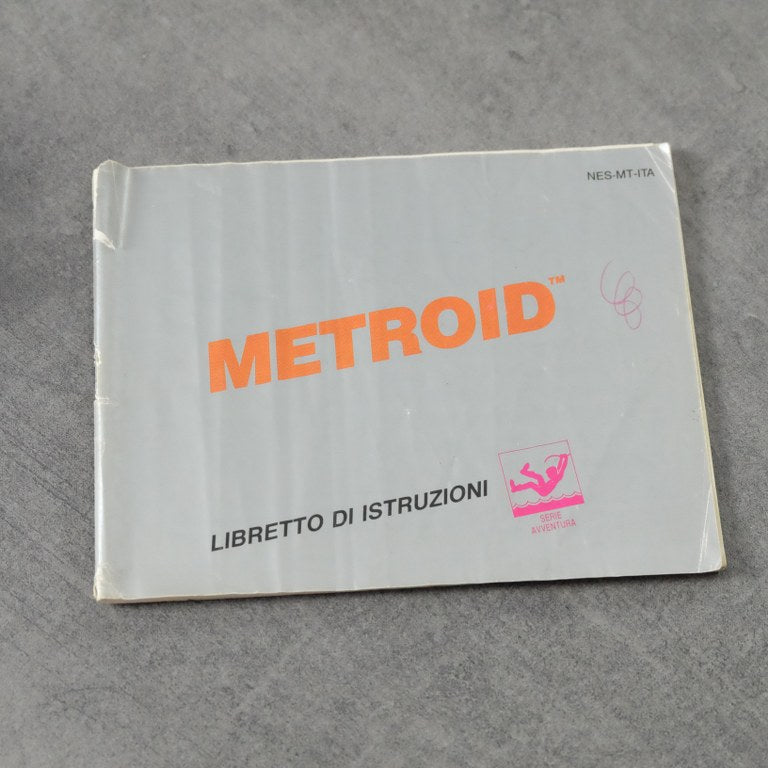 NES-MT-ITA
METROID™
LIBRETTO DI ISTRUZIONI
SERIE
AVVENTURA